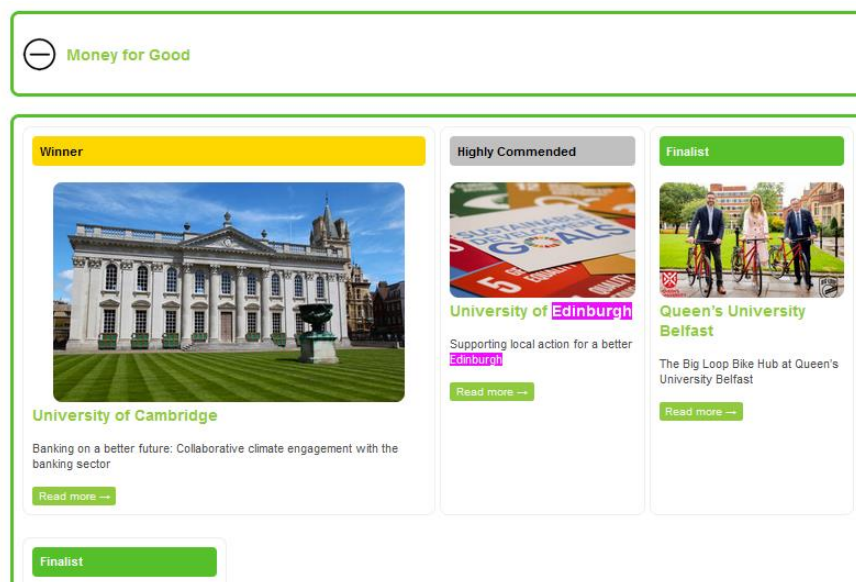 Money for Good
Winner
University of Cambridge
Banking on a better future: Collaborative climate engagement with the
banking sector
Read more →
Highly Commended
SUSTAINABLE
DEVELOPMENT
GOALS
University of Edinburgh
Supporting local action for a better
Edinburgh
Read more →
Finalist
Queen's University
Belfast
The Big Loop Bike Hub at Queen's
University Belfast
Read more →
Finalist